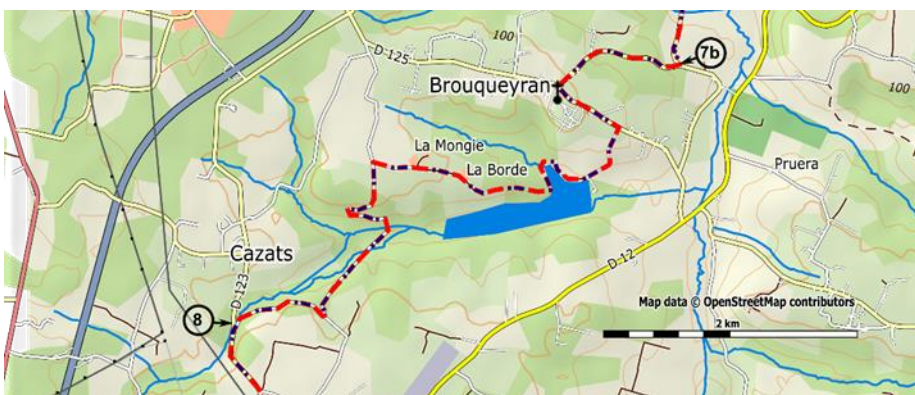 100
7b
D 125
Brouqueyran
100
La Mongie
La Borde
Pruera
Cazats
D 12
D 123
Map data © OpenStreetMap contributors
8
2 km